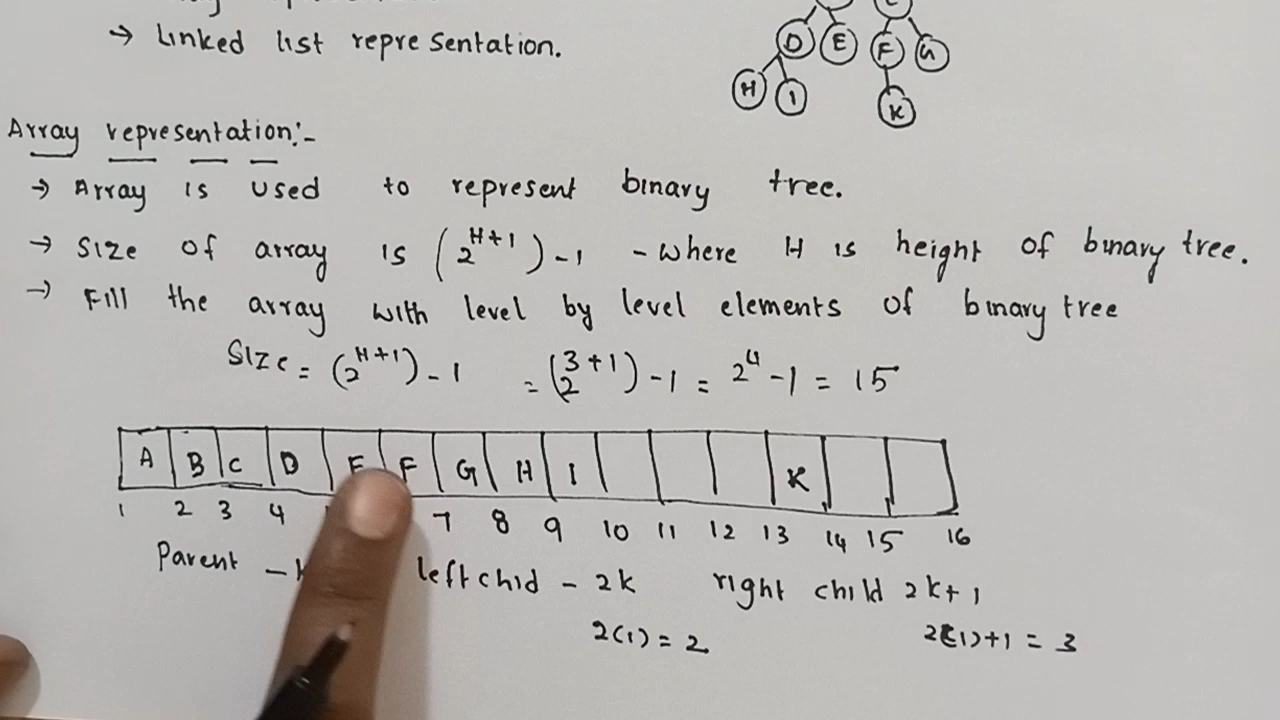 → Linked list representation.
D E F G
H I K
Array representation:-
→ Array is used to represent binary tree.
→ Size of array is (2^H+1) - 1 - where H is height of binary tree.
→ Fill the array with level by level elements of binary tree
Size = (2^H+1) - 1 = (2^3+1) - 1 = 2^4 - 1 = 15
A B C D E F G H I K
1 2 3 4 7 8 9 10 11 12 13 14 15 16
Parent - left chid - 2k right child 2k+1
2(1) = 2 2(1)+1 = 3